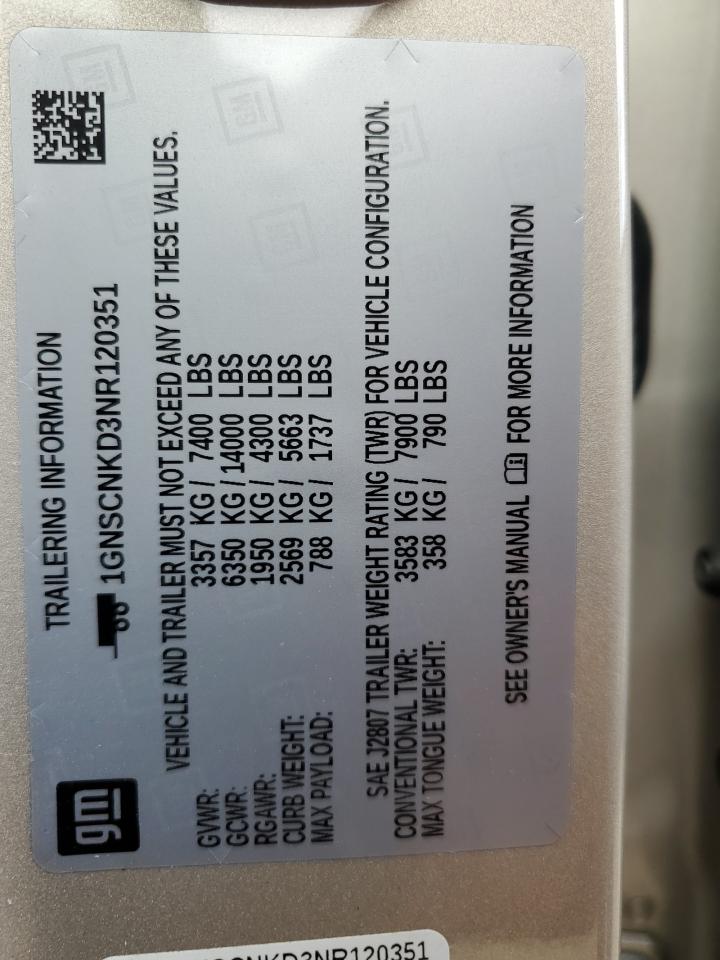 gm
TRAILERING INFORMATION
1GNSCNKD3NR120351
VEHICLE AND TRAILER MUST NOT EXCEED ANY OF THESE VALUES.
GVWR: 3357 KG / 7400 LBS
GCWR: 6350 KG / 14000 LBS
RGAWR: 1950 KG / 4300 LBS
CURB WEIGHT: 2569 KG / 5663 LBS
MAX PAYLOAD: 788 KG / 1737 LBS
SAE J2807 TRAILER WEIGHT RATING (TWR) FOR VEHICLE CONFIGURATION.
CONVENTIONAL TWR: 3583 KG / 7900 LBS
MAX TONGUE WEIGHT: 358 KG / 790 LBS
SEE OWNER'S MANUAL FOR MORE INFORMATION
CNKD3NR120351